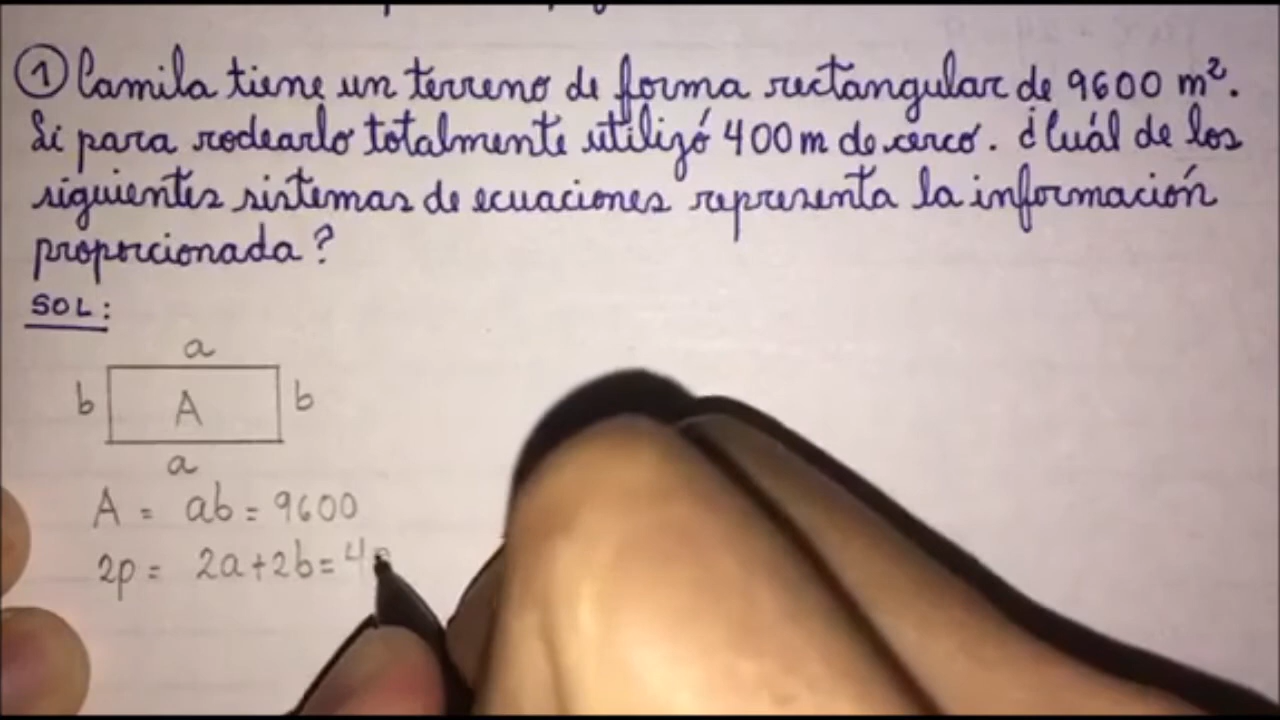 ① Camila tiene un terreno de forma rectangular de 9600 m².
Si para rodearlo totalmente utilizó 400 m de cerco. ¿Cuál de los
siguientes sistemas de ecuaciones representa la información
proporcionada?
SOL:
a
b A b
a
A = ab = 9600
2p = 2a+2b = 4